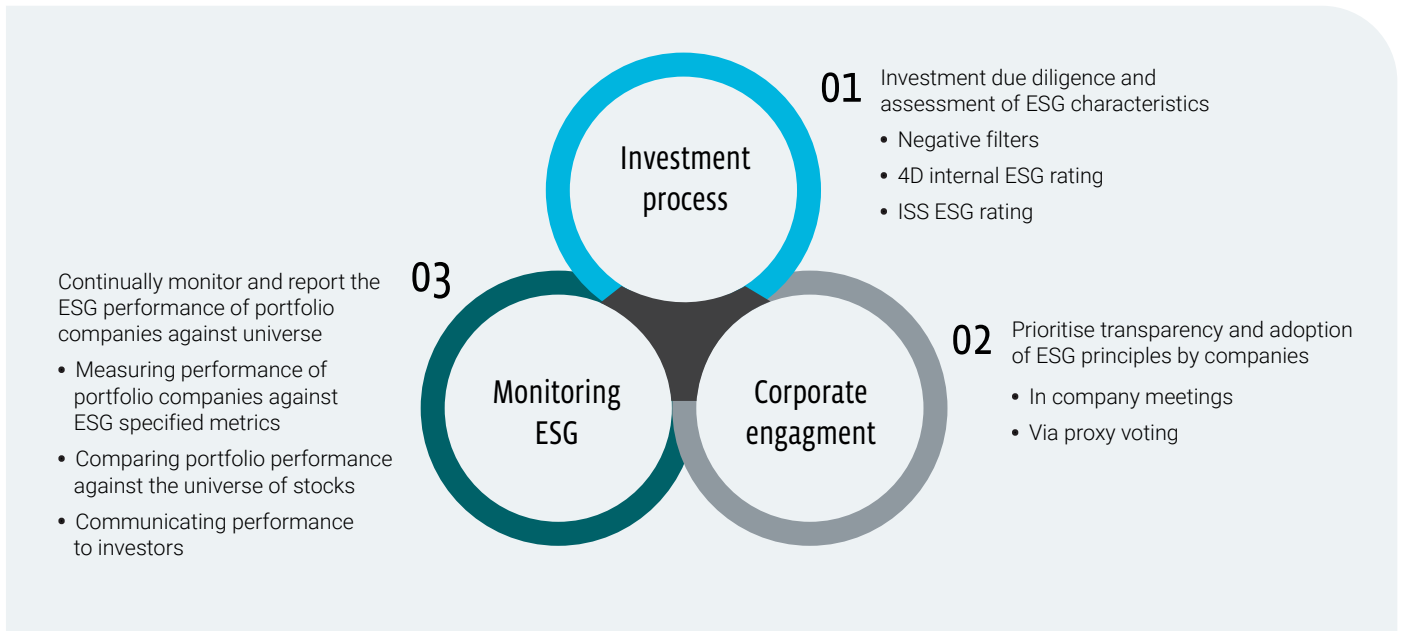 Investment
process
01
Investment due diligence and
assessment of ESG characteristics
• Negative filters
• 4D internal ESG rating
• ISS ESG rating
Corporate
engagment
02
Prioritise transparency and adoption
of ESG principles by companies
• In company meetings
• Via proxy voting
Monitoring
ESG
03
Continually monitor and report the
ESG performance of portfolio
companies against universe
• Measuring performance of
portfolio companies against
ESG specified metrics
• Comparing portfolio performance
against the universe of stocks
• Communicating performance
to investors